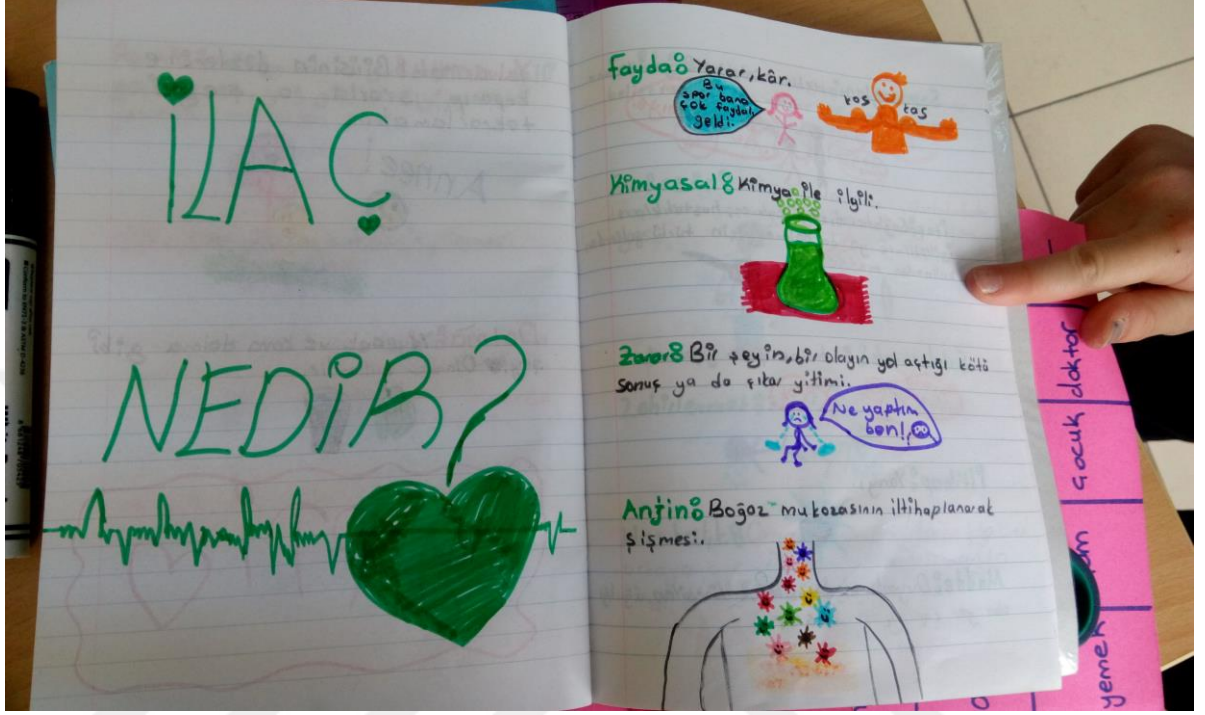 İLAÇ
NEDİR?
Fayda: Yarar, kâr.
Bu
spor bana
çok faydalı
geldi.
kas
kas
Kimyasal: Kimya ile ilgili.
Zarar: Bir şeyin, bir olayın yol açtığı kötü
sonuç ya da çıkar yitimi.
Ne yaptım
ben!
Anjin: Boğaz mukozasının iltihaplanarak
şişmesi.
doktor
çocuk
yemek